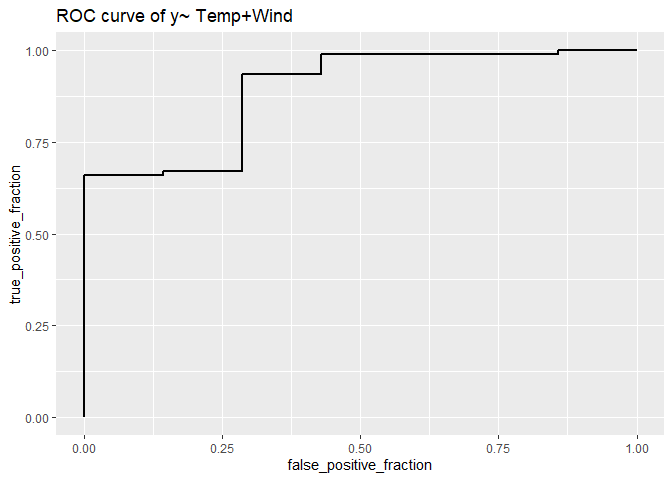 ROC curve of y~ Temp+Wind
1.00
0.75
0.50
0.25
0.00
true_positive_fraction
0.00 0.25 0.50 0.75 1.00
false_positive_fraction